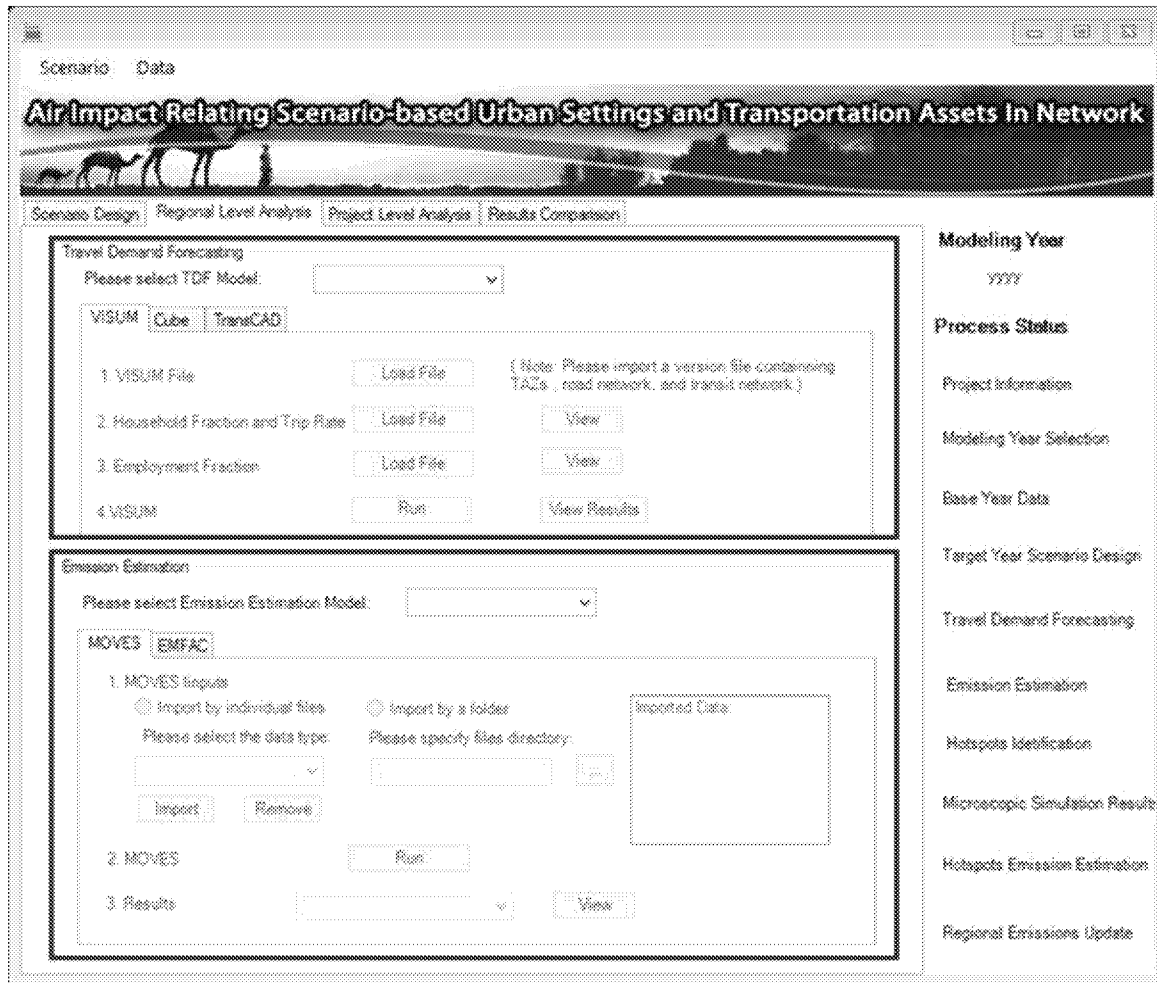 Scenario Data
Air Impact Relating Scenario-based Urban Settings and Transportation Assets In Network
Scenario Design Regional Level Analysis Project Level Analysis Results Comparision
Modeling Year
yyyy
Process Status
Project Information
Modeling Year Selection
Base Year Data
Target Year Scenario Design
Travel Demand Forecasting
Emission Estimation
Hotspots Idetification
Microscopic Simulation Results
Hotspots Emission Estimation
Regional Emissions Update
Travel Demand Forecasting
Please select TDF Model:
VISUM Cube TransCAD
1. VISUM File Load File ( Note: Please import a version file containning
TAZs , road network, and transit network.)
2. Household Fraction and Trip Rate Load File View
3. Employment Fraction Load File View
4.VISUM Run View Results
Emission Estimation
Please select Emission Estimation Model:
MOVES EMFAC
1. MOVES Iinputs
Import by individual files Import by a folder Imported Data:
Please select the data type: Please specify files directory:
...
Import Remove
2. MOVES Run
3. Results View